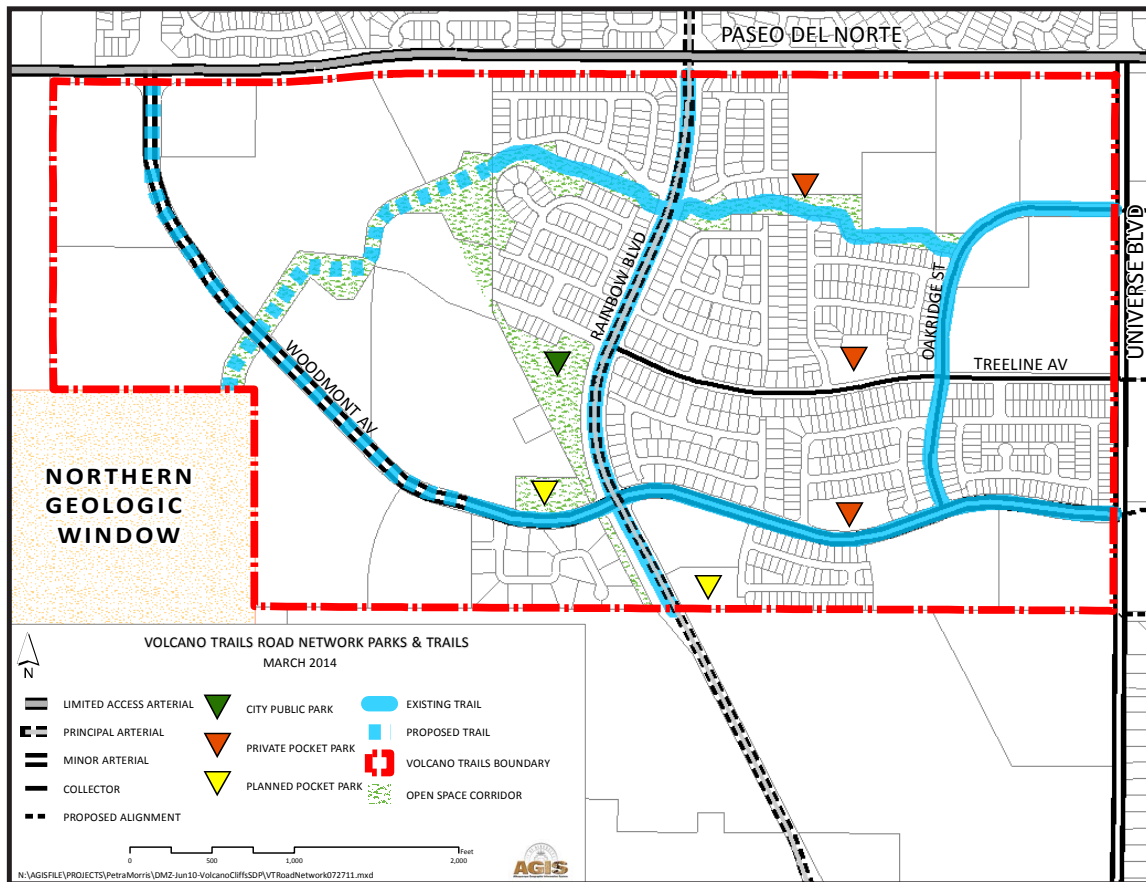 PASEO DEL NORTE
RAINBOW BLVD
OAKRIDGE ST
UNIVERSE BLVD
TREELINE AV
WOODMONT AV
NORTHERN
GEOLOGIC
WINDOW
VOLCANO TRAILS ROAD NETWORK PARKS & TRAILS
MARCH 2014
N
LIMITED ACCESS ARTERIAL
PRINCIPAL ARTERIAL
MINOR ARTERIAL
COLLECTOR
PROPOSED ALIGNMENT
CITY PUBLIC PARK
PRIVATE POCKET PARK
PLANNED POCKET PARK
EXISTING TRAIL
PROPOSED TRAIL
VOLCANO TRAILS BOUNDARY
OPEN SPACE CORRIDOR
Feet
0 500 1,000 2,000
AGIS
N:\AGISFILE\PROJECTS\PetraMorris\DMZ-Jun10-VolcanoCliffsSDP\VTRoadNetwork072711.mxd